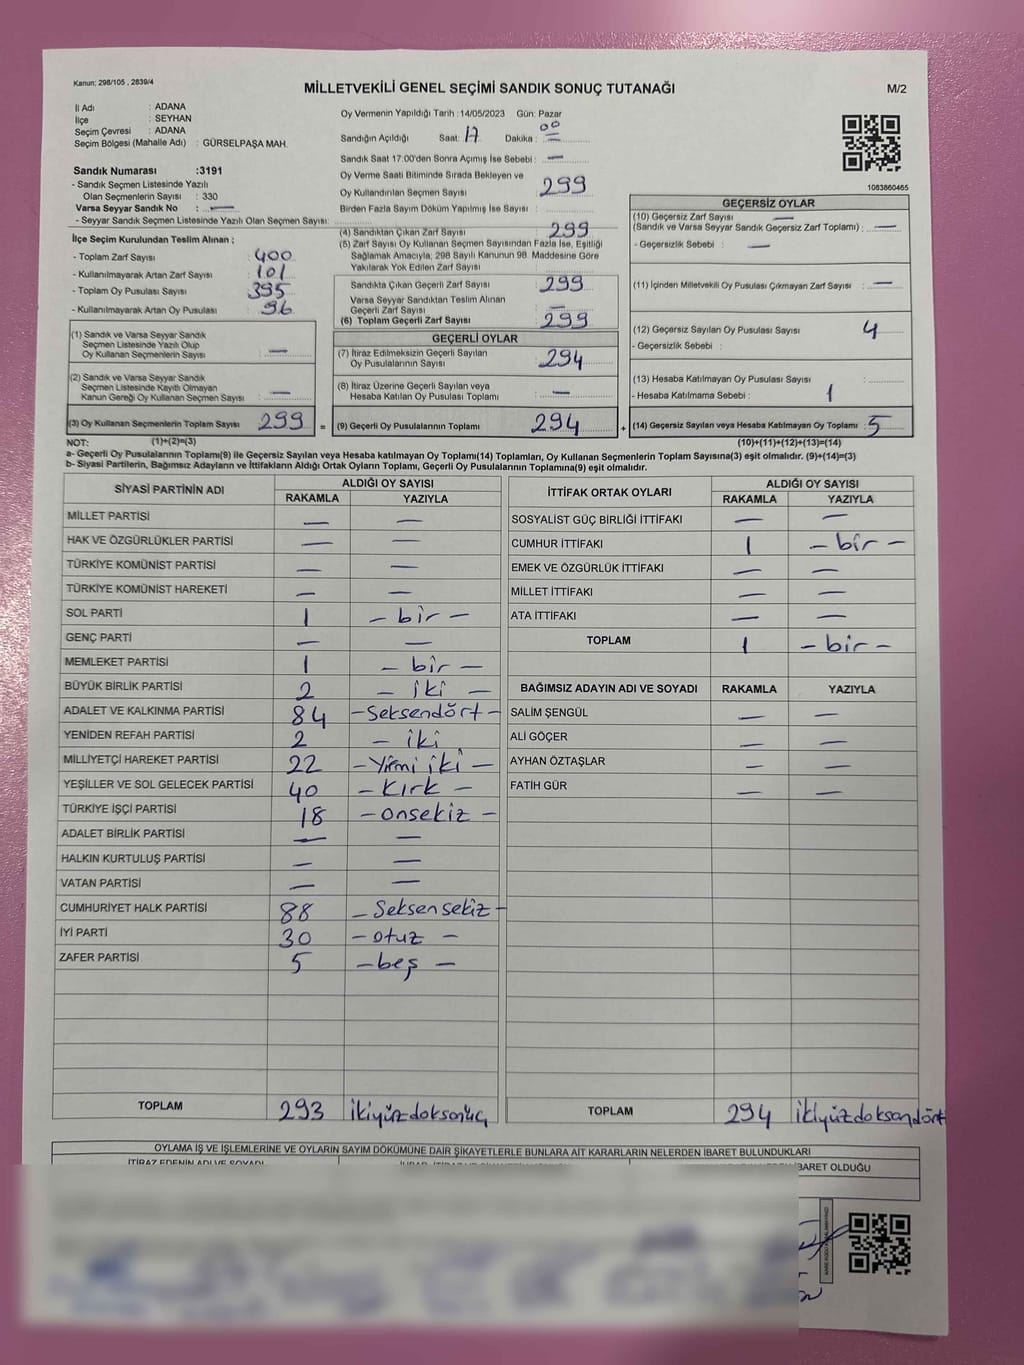 Kanun: 298/105 , 2839/4
MİLLETVEKİLİ GENEL SEÇİMİ SANDIK SONUÇ TUTANAĞI
M/2
İl Adı : ADANA
İlçe : SEYHAN
Seçim Çevresi : ADANA
Seçim Bölgesi (Mahalle Adı) : GÜRSELPAŞA MAH.
Sandık Numarası :3191
- Sandık Seçmen Listesinde Yazılı
Olan Seçmenlerin Sayısı : 330
Varsa Seyyar Sandık No : —
- Seyyar Sandık Seçmen Listesinde Yazılı Olan Seçmen Sayısı:
Oy Vermenin Yapıldığı Tarih :14/05/2023 Gün: Pazar
Sandığın Açıldığı Saat: 17 Dakika : 00
Sandık Saat 17:00'den Sonra Açımış İse Sebebi : —
Oy Verme Saati Bitiminde Sırada Bekleyen ve
Oy Kullandırılan Seçmen Sayısı : 299
Birden Fazla Sayım Döküm Yapılmış İse Sayısı :
1083860465
İlçe Seçim Kurulundan Teslim Alınan ;
- Toplam Zarf Sayısı : 400
- Kullanılmayarak Artan Zarf Sayısı : 101
- Toplam Oy Pusulası Sayısı : 395
- Kullanılmayarak Artan Oy Pusulası : 96
(1) Sandık ve Varsa Seyyar Sandık
Seçmen Listesinde Yazılı Olup
Oy Kullanan Seçmenlerin Sayısı : —
(2) Sandık ve Varsa Seyyar Sandık
Seçmen Listesinde Kayıtlı Olmayan
Kanun Gereği Oy Kullanan Seçmen Sayısı : —
(3) Oy Kullanan Seçmenlerin Toplam Sayısı : 299 =
(4) Sandıktan Çıkan Zarf Sayısı : 299
(5) Zarf Sayısı Oy Kullanan Seçmen Sayısından Fazla İse, Eşitliği
Sağlamak Amacıyla, 298 Sayılı Kanunun 98. Maddesine Göre
Yakılarak Yok Edilen Zarf Sayısı :
Sandıkta Çıkan Geçerli Zarf Sayısı : 299
Varsa Seyyar Sandıktan Teslim Alınan
Geçerli Zarf Sayısı : —
(6) Toplam Geçerli Zarf Sayısı : 299
GEÇERLİ OYLAR
(7) İtiraz Edilmeksizin Geçerli Sayılan
Oy Pusulalarının Sayısı : 294
(8) İtiraz Üzerine Geçerli Sayılan veya
Hesaba Katılan Oy Pusulası Toplamı : —
(9) Geçerli Oy Pusulalarının Toplamı : 294 +
GEÇERSİZ OYLAR
(10) Geçersiz Zarf Sayısı —
(Sandık ve Varsa Seyyar Sandık Geçersiz Zarf Toplamı) : —
- Geçersizlik Sebebi : —
(11) İçinden Milletvekili Oy Pusulası Çıkmayan Zarf Sayısı : —
(12) Geçersiz Sayılan Oy Pusulası Sayısı : 4
- Geçersizlik Sebebi :
(13) Hesaba Katılmayan Oy Pusulası Sayısı :
- Hesaba Katılmama Sebebi : 1
(14) Geçersiz Sayılan veya Hesaba Katılmayan Oy Toplamı : 5
NOT: (1)+(2)=(3)
(10)+(11)+(12)+(13)=(14)
a- Geçerli Oy Pusulalarının Toplamı(9) ile Geçersiz Sayılan veya Hesaba katılmayan Oy Toplamı(14) Toplamları, Oy Kullanan Seçmenlerin Toplam Sayısına(3) eşit olmalıdır. (9)+(14)=(3)
b- Siyasi Partilerin, Bağımsız Adayların ve İttifakların Aldığı Ortak Oyların Toplamı, Geçerli Oy Pusulalarının Toplamına(9) eşit olmalıdır.
SİYASİ PARTİNİN ADI
ALDIĞI OY SAYISI
RAKAMLA YAZIYLA
MİLLET PARTİSİ — —
HAK VE ÖZGÜRLÜKLER PARTİSİ — —
TÜRKİYE KOMÜNİST PARTİSİ — —
TÜRKİYE KOMÜNİST HAREKETİ — —
SOL PARTİ 1 - bir -
GENÇ PARTİ — —
MEMLEKET PARTİSİ 1 - bir -
BÜYÜK BİRLİK PARTİSİ 2 - iki -
ADALET VE KALKINMA PARTİSİ 84 - Seksendört -
YENİDEN REFAH PARTİSİ 2 - iki
MİLLİYETÇİ HAREKET PARTİSİ 22 - Yirmi iki -
YEŞİLLER VE SOL GELECEK PARTİSİ 40 - Kırk -
TÜRKİYE İŞÇİ PARTİSİ 18 - onsekiz -
ADALET BİRLİK PARTİSİ — —
HALKIN KURTULUŞ PARTİSİ — —
VATAN PARTİSİ — —
CUMHURİYET HALK PARTİSİ 88 - Seksen sekiz -
İYİ PARTİ 30 - otuz -
ZAFER PARTİSİ 5 - beş -
TOPLAM 293 ikiyüzdoksanüç
İTTİFAK ORTAK OYLARI
ALDIĞI OY SAYISI
RAKAMLA YAZIYLA
SOSYALİST GÜÇ BİRLİĞİ İTTİFAKI — —
CUMHUR İTTİFAKI 1 - bir -
EMEK VE ÖZGÜRLÜK İTTİFAKI — —
MİLLET İTTİFAKI — —
ATA İTTİFAKI — —
TOPLAM 1 - bir -
BAĞIMSIZ ADAYIN ADI VE SOYADI RAKAMLA YAZIYLA
SALİM ŞENGÜL — —
ALİ GÖÇER — —
AYHAN ÖZTAŞLAR — —
FATİH GÜR — —
TOPLAM 294 ikiyüzdoksandört
OYLAMA İŞ VE İŞLEMLERİNE VE OYLARIN SAYIM DÖKÜMÜNE DAİR ŞİKAYETLERLE BUNLARA AİT KARARLARIN NELERDEN İBARET BULUNDUKLARI
İTİRAZ EDENİN ADI VE SOYADI
İBARET OLDUĞU